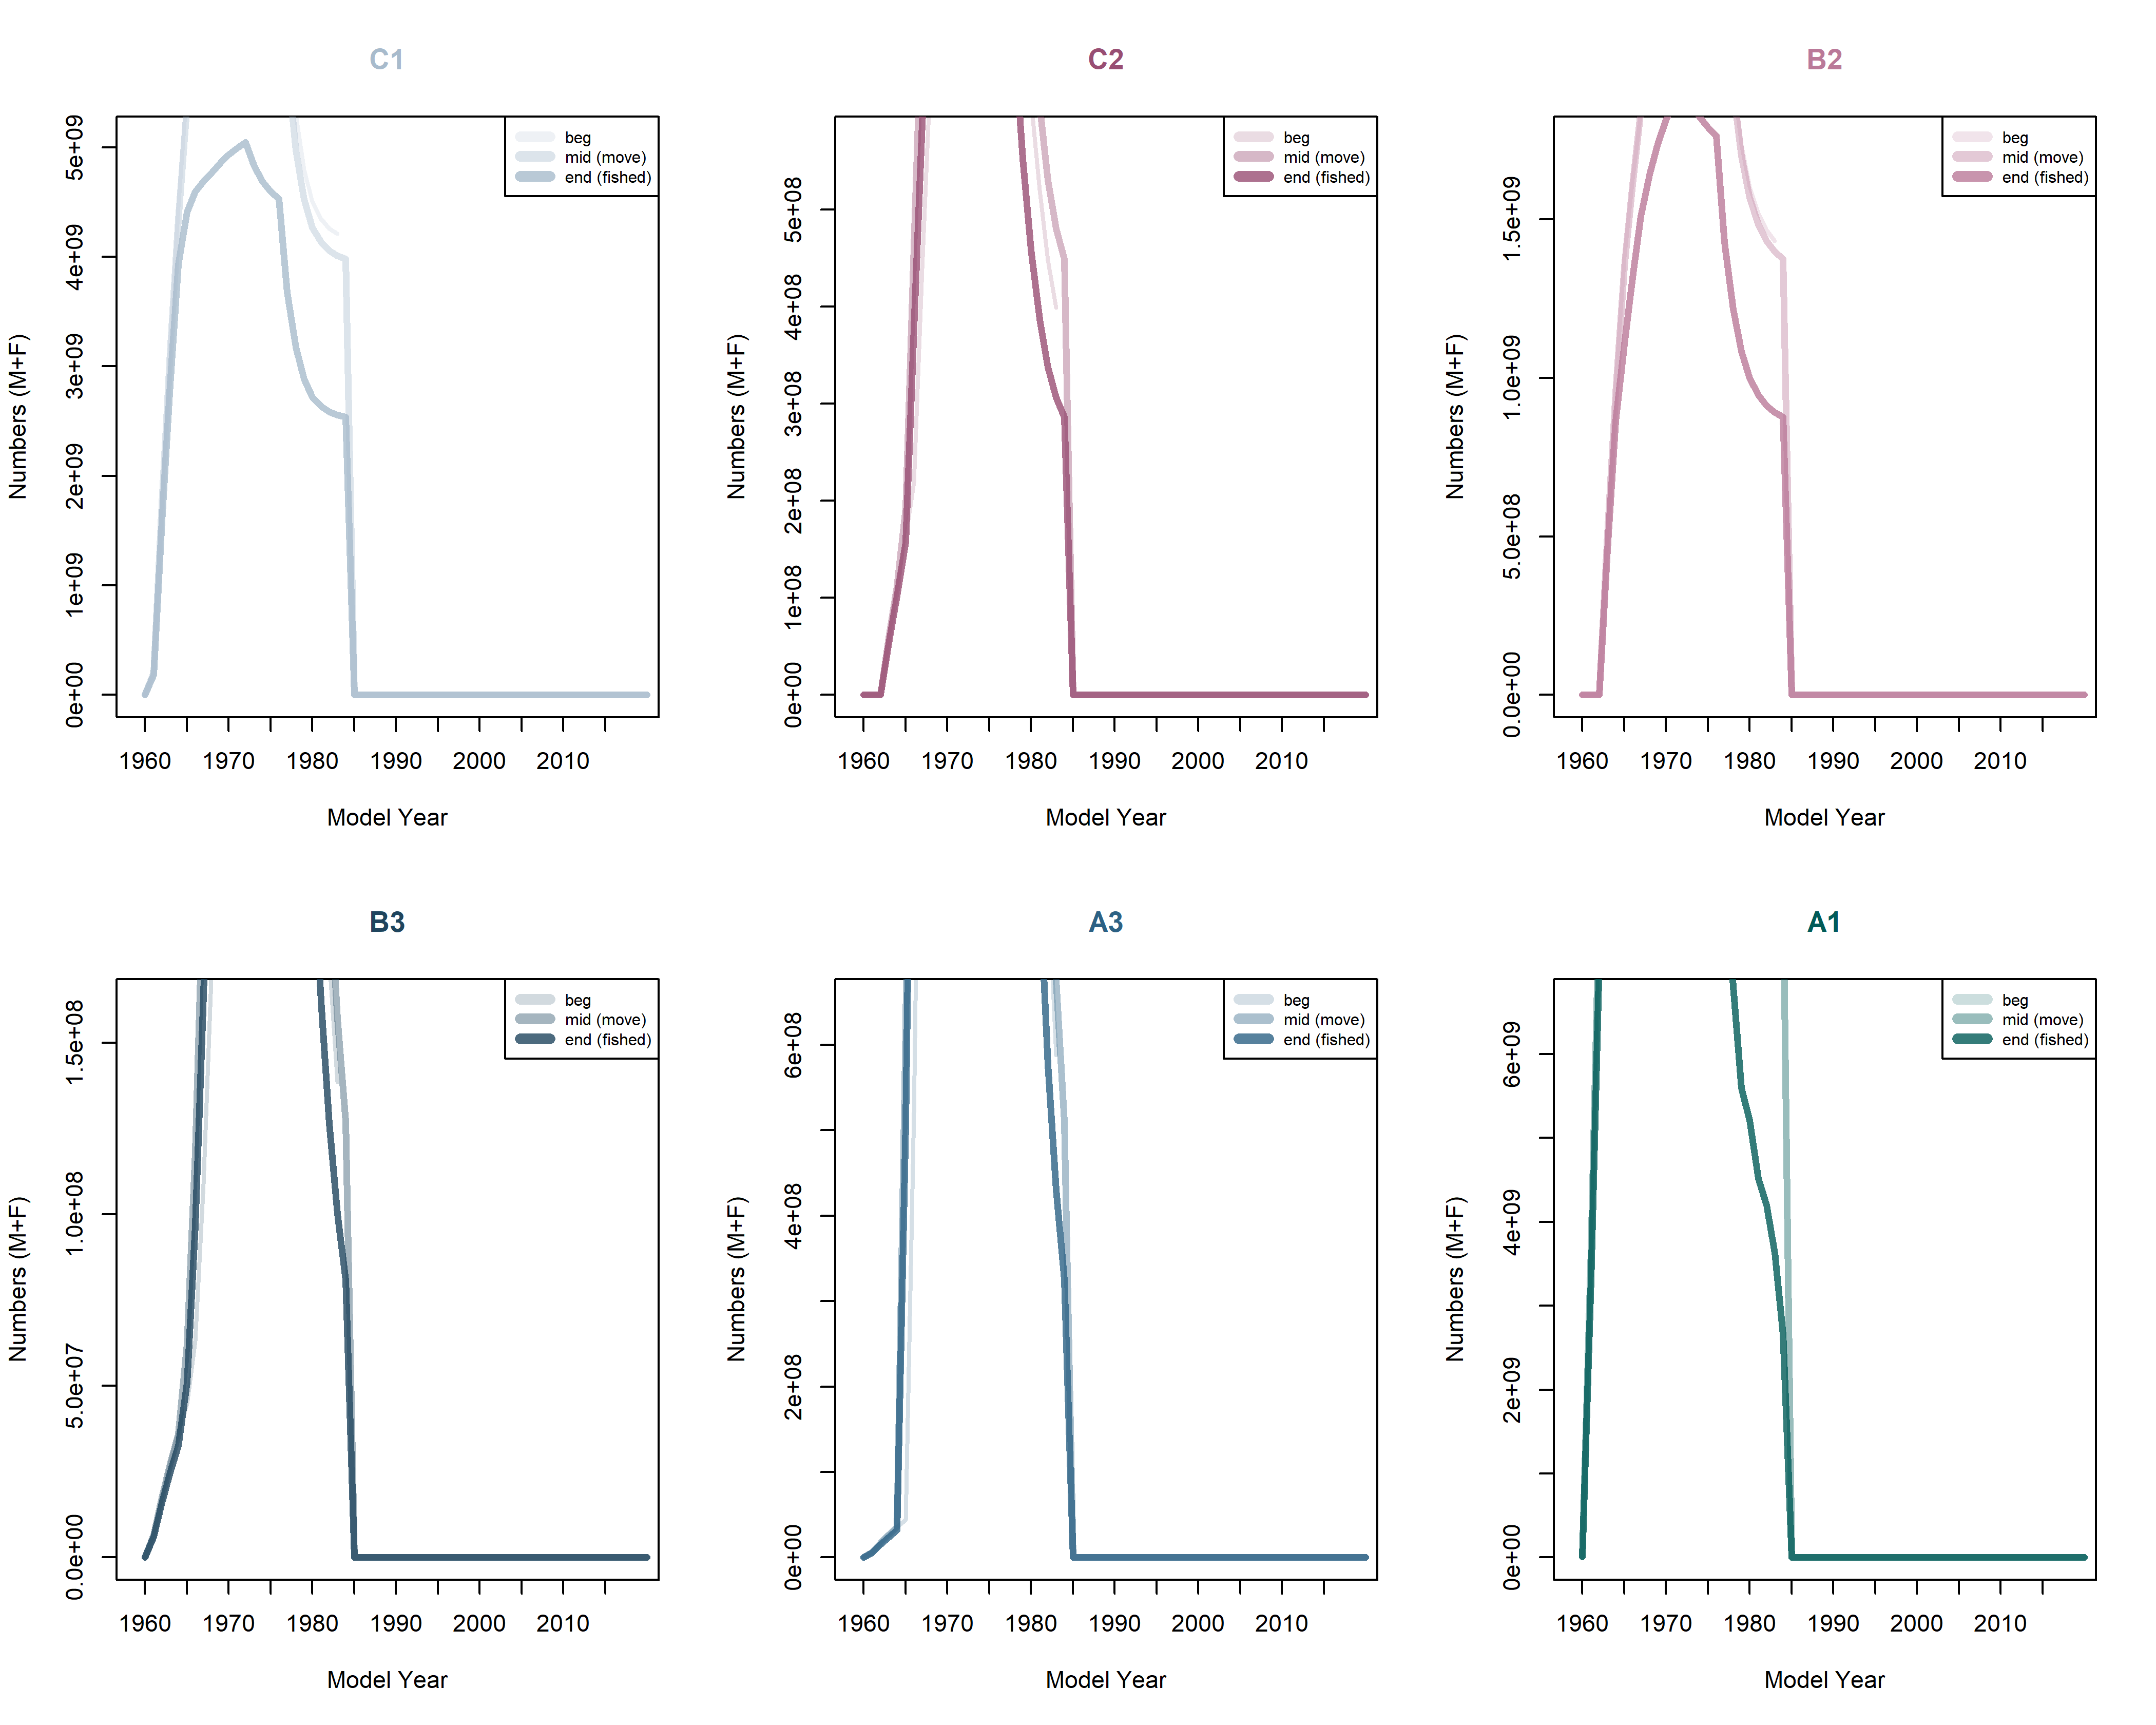 C1
5e+09
4e+09
3e+09
2e+09
1e+09
0e+00
Numbers (M+F)
beg
mid (move)
end (fished)
1960 1970 1980 1990 2000 2010
Model Year
C2
5e+08
4e+08
3e+08
2e+08
1e+08
0e+00
Numbers (M+F)
beg
mid (move)
end (fished)
1960 1970 1980 1990 2000 2010
Model Year
B2
1.5e+09
1.0e+09
5.0e+08
0.0e+00
Numbers (M+F)
beg
mid (move)
end (fished)
1960 1970 1980 1990 2000 2010
Model Year
B3
1.5e+08
1.0e+08
5.0e+07
0.0e+00
Numbers (M+F)
beg
mid (move)
end (fished)
1960 1970 1980 1990 2000 2010
Model Year
A3
6e+08
4e+08
2e+08
0e+00
Numbers (M+F)
beg
mid (move)
end (fished)
1960 1970 1980 1990 2000 2010
Model Year
A1
6e+09
4e+09
2e+09
0e+00
Numbers (M+F)
beg
mid (move)
end (fished)
1960 1970 1980 1990 2000 2010
Model Year